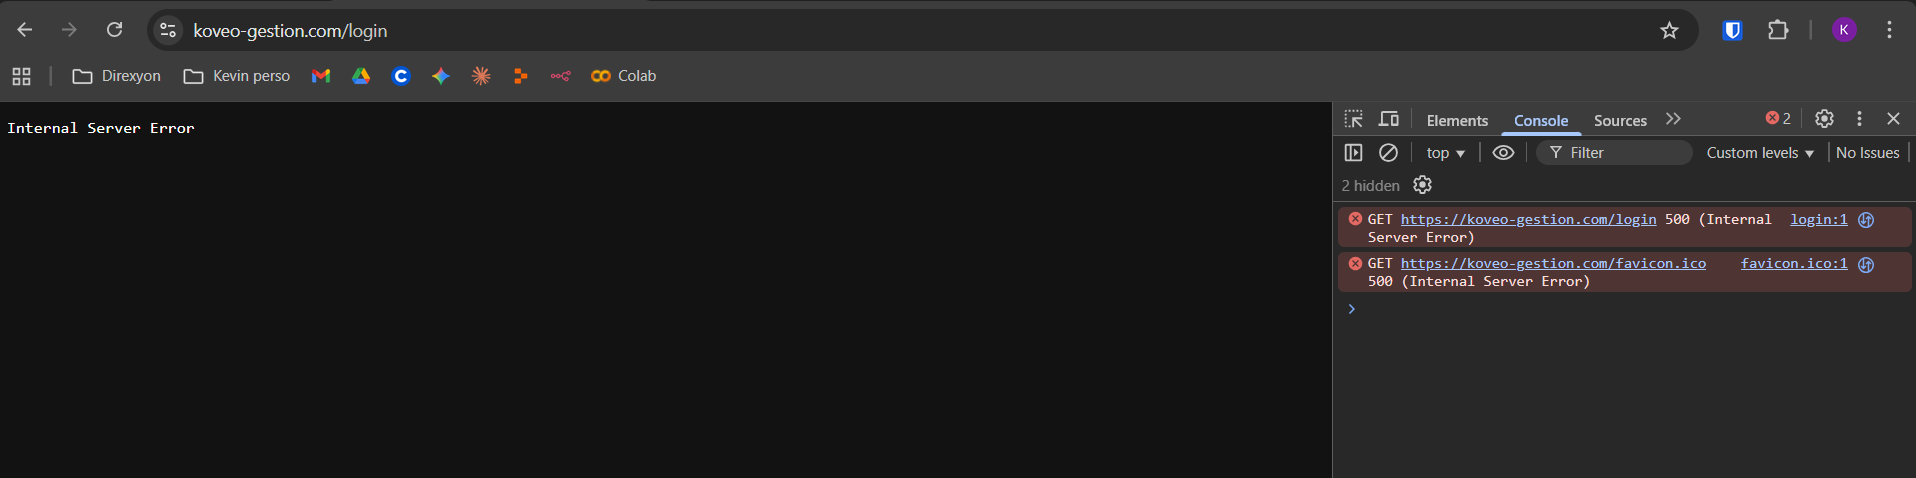 koveo-gestion.com/login
K
Direxyon
Kevin perso
Colab
Internal Server Error
Elements
Console
Sources
2
top
Filter
Custom levels
No Issues
2 hidden
GET https://koveo-gestion.com/login 500 (Internal login:1
Server Error)
GET https://koveo-gestion.com/favicon.ico favicon.ico:1
500 (Internal Server Error)